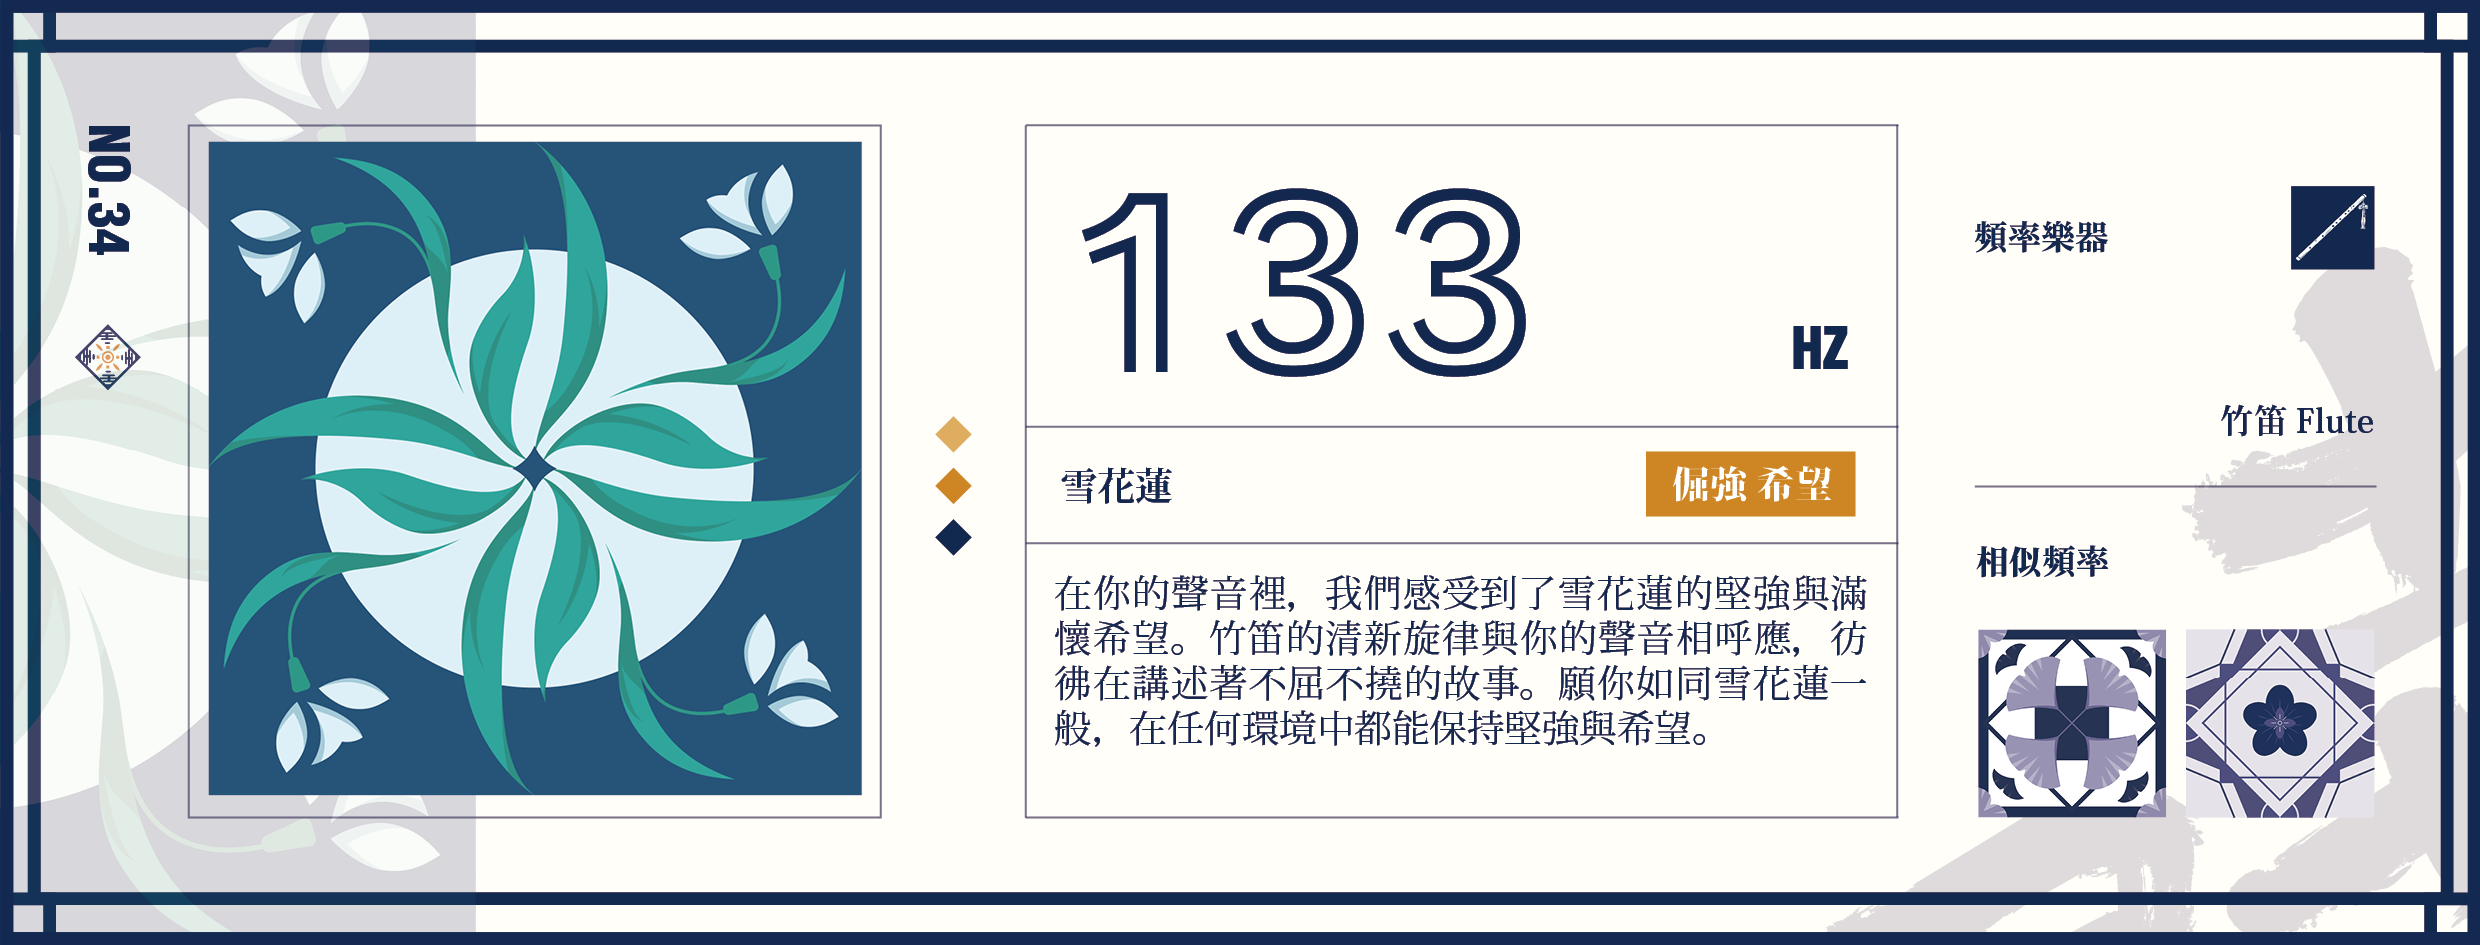 NO.34
133
HZ
雪花蓮
倔強 希望
在你的聲音裡，我們感受到了雪花蓮的堅強與滿
懷希望。竹笛的清新旋律與你的聲音相呼應，彷
彿在講述著不屈不撓的故事。願你如同雪花蓮一
般，在任何環境中都能保持堅強與希望。
頻率樂器
竹笛 Flute
相似頻率